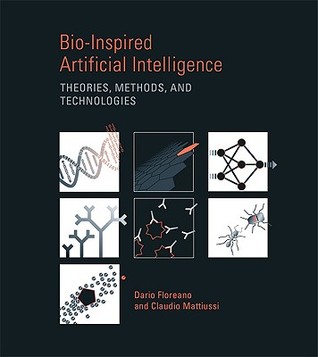 Bio-Inspired
Artificial Intelligence
THEORIES, METHODS, AND
TECHNOLOGIES
Dario Floreano
and Claudio Mattiussi